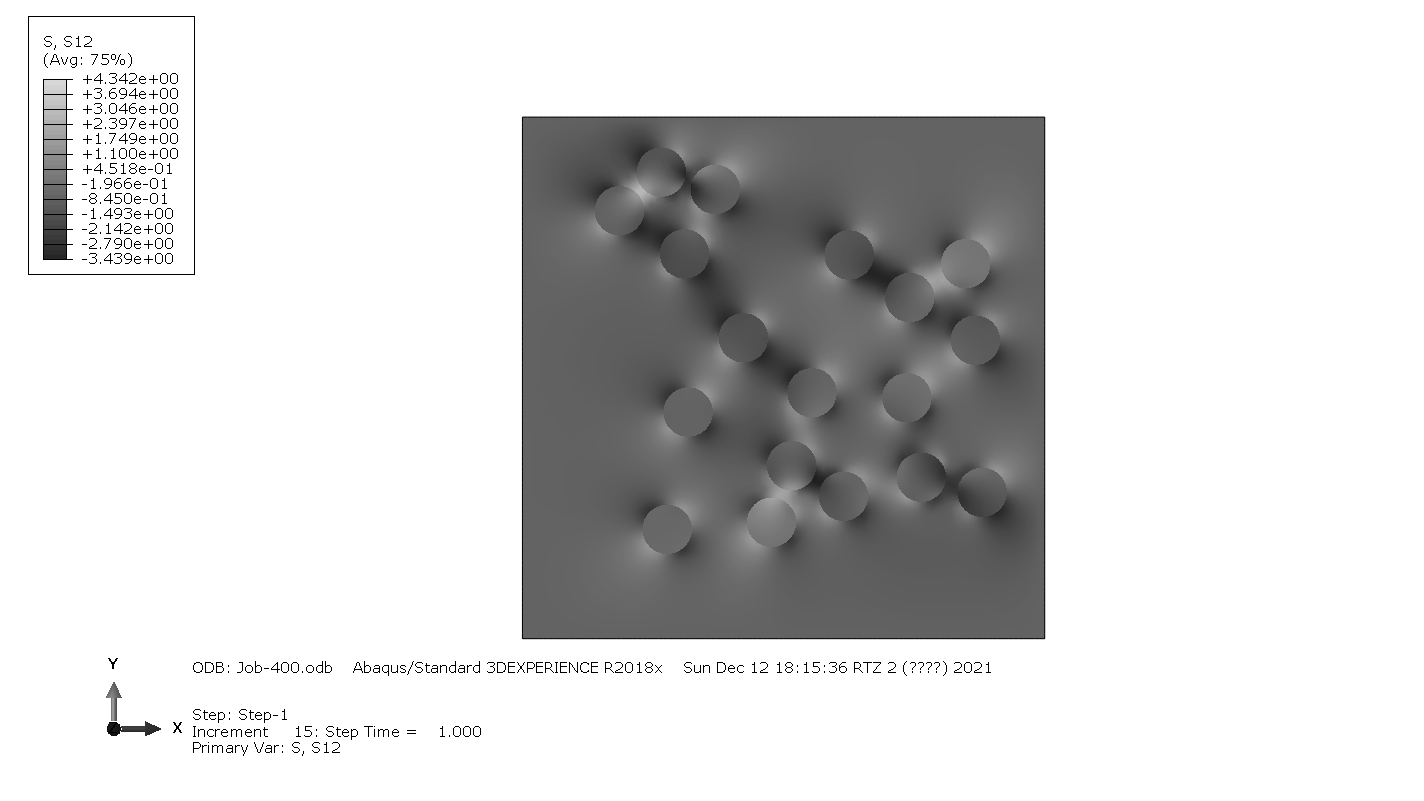 S, S12
(Avg: 75%)
+4.342e+00
+3.694e+00
+3.046e+00
+2.397e+00
+1.749e+00
+1.100e+00
+4.518e-01
-1.966e-01
-8.450e-01
-1.493e+00
-2.142e+00
-2.790e+00
-3.439e+00
Y
X
ODB: Job-400.odb    Abaqus/Standard 3DEXPERIENCE R2018x    Sun Dec 12 18:15:36 RTZ 2 (????) 2021
Step: Step-1
Increment     15: Step Time =    1.000
Primary Var: S, S12